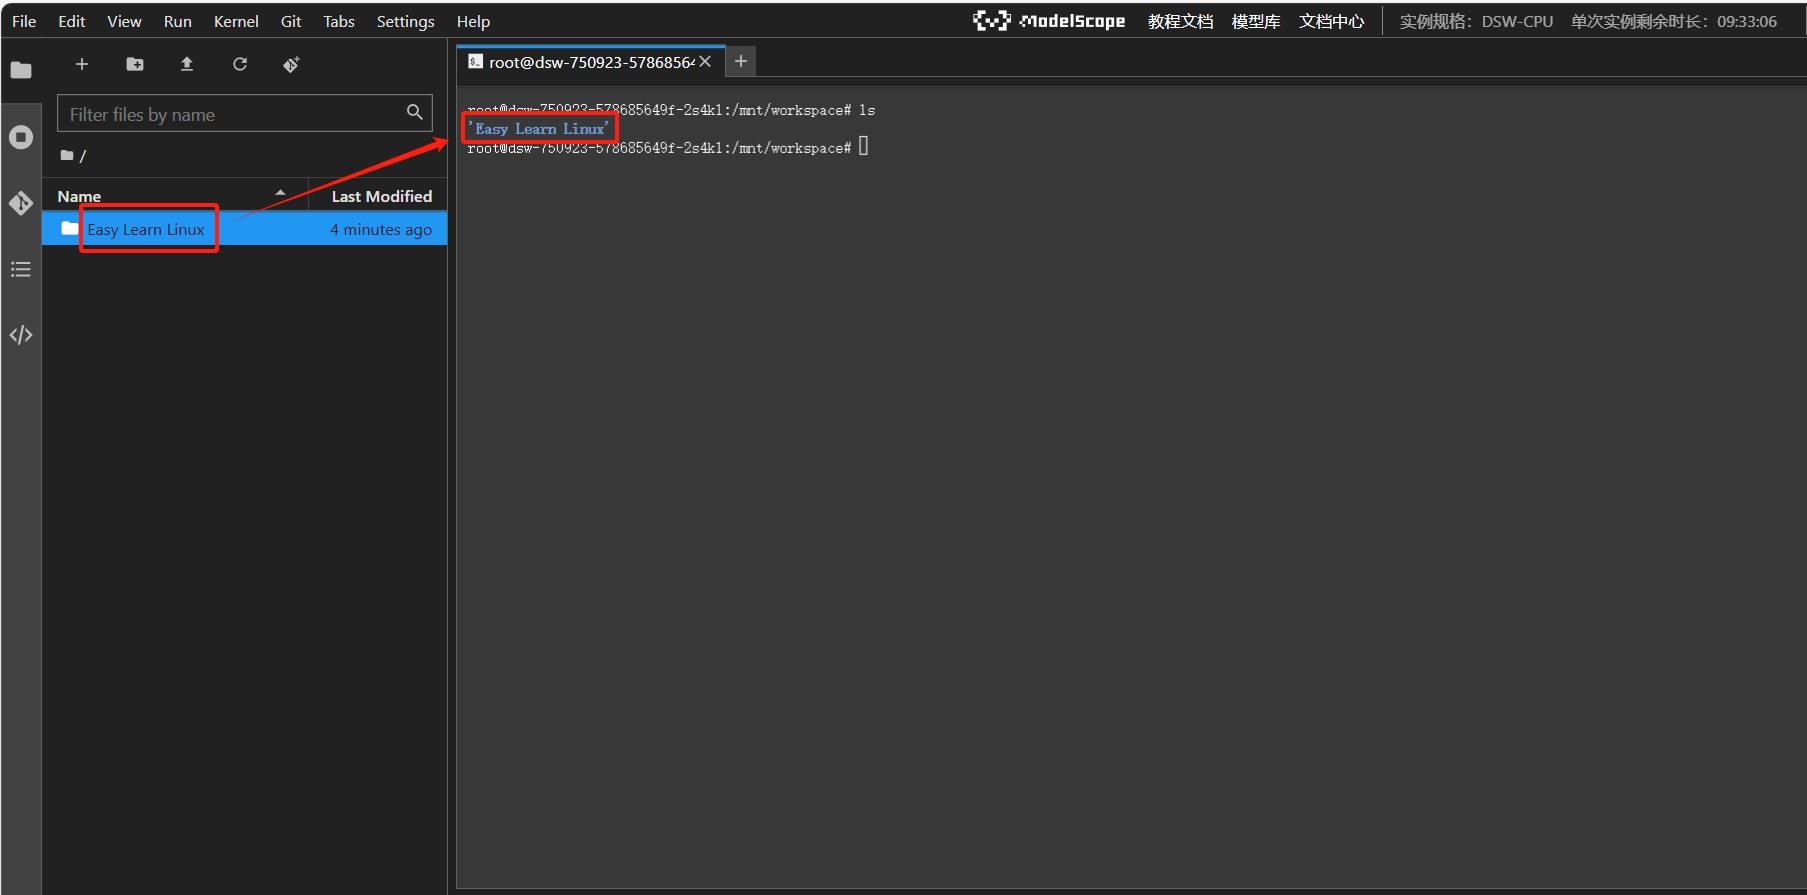 File Edit View Run Kernel Git Tabs Settings Help
ModelScope 教程文档 模型库 文档中心 实例规格：DSW-CPU 单次实例剩余时长：09:33:06
Filter files by name
/
Name Last Modified
Easy Learn Linux 4 minutes ago
root@dsw-750923-57868564
root@dsw-750923-578685649f-2s4kl:/mnt/workspace# ls
'Easy Learn Linux'
root@dsw-750923-578685649f-2s4kl:/mnt/workspace#